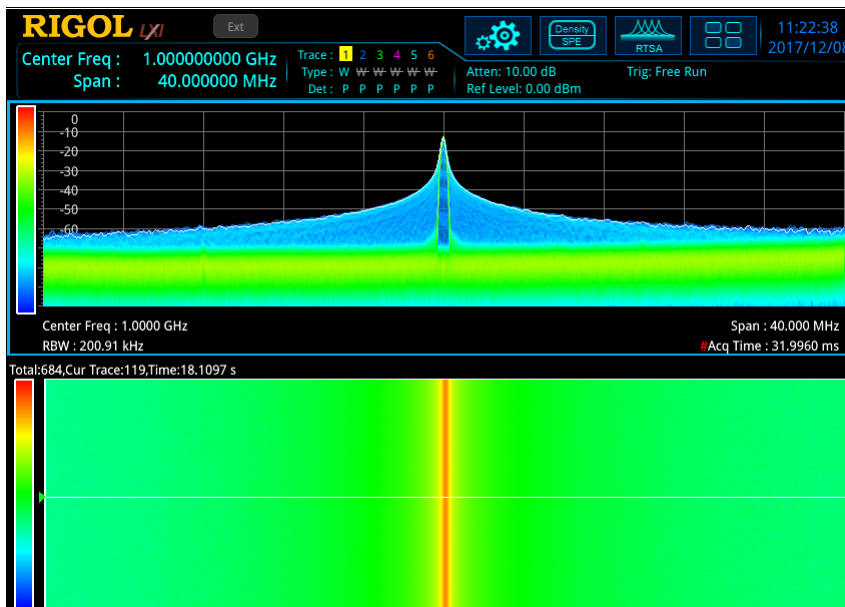 RIGOL LXI Ext Density SPE RTSA 11:22:38
2017/12/08
Center Freq : 1.000000000 GHz
Span : 40.000000 MHz
Trace : 1 2 3 4 5 6
Type : W W W W W W
Det : P P P P P P
Atten: 10.00 dB Trig: Free Run
Ref Level: 0.00 dBm
0
-10
-20
-30
-40
-50
-60
Center Freq : 1.0000 GHz Span : 40.000 MHz
RBW : 200.91 kHz #Acq Time : 31.9960 ms
Total:684,Cur Trace:119,Time:18.1097 s